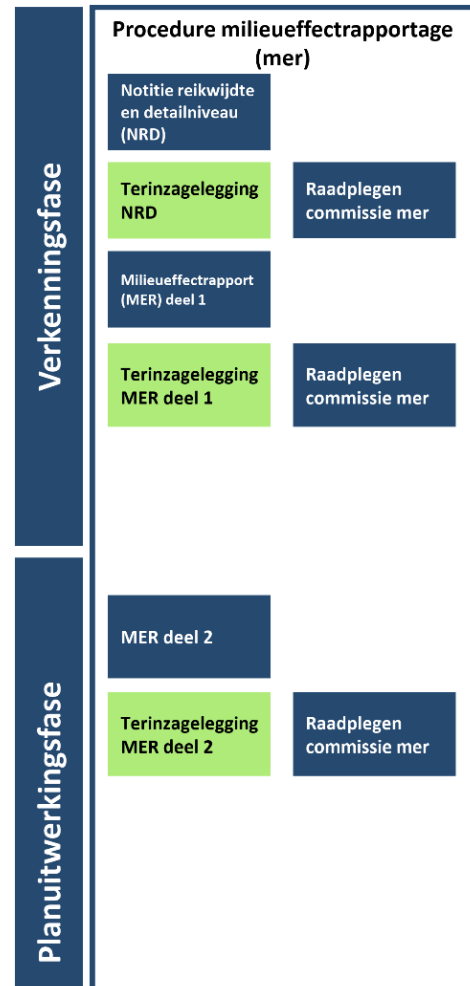 Procedure milieueffectrapportage
(mer)
Verkenningsfase
Notitie reikwijdte
en detailniveau
(NRD)
Terinzagelegging
NRD
Raadplegen
commissie mer
Milieueffectrapport
(MER) deel 1
Terinzagelegging
MER deel 1
Raadplegen
commissie mer
Planuitwerkingsfase
MER deel 2
Terinzagelegging
MER deel 2
Raadplegen
commissie mer